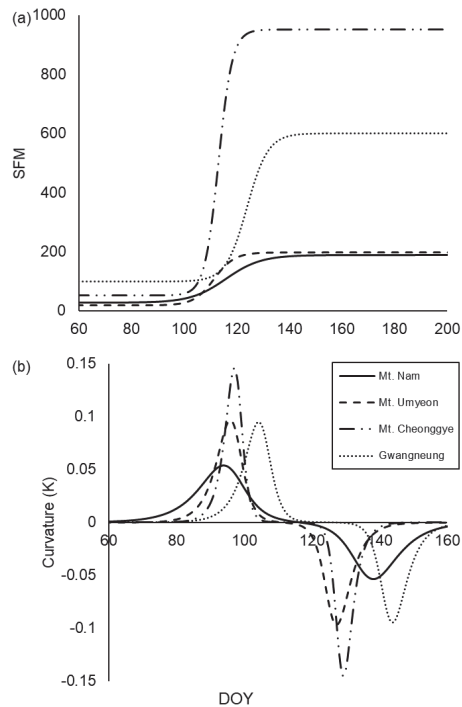 (a)
1000
800
600
400
200
0
SFM
60 80 100 120 140 160 180 200
(b)
0.15
0.1
0.05
0
-0.05
-0.1
-0.15
Curvature (K)
60 80 100 120 140 160
Mt. Nam
Mt. Umyeon
Mt. Cheonggye
Gwangneung
DOY